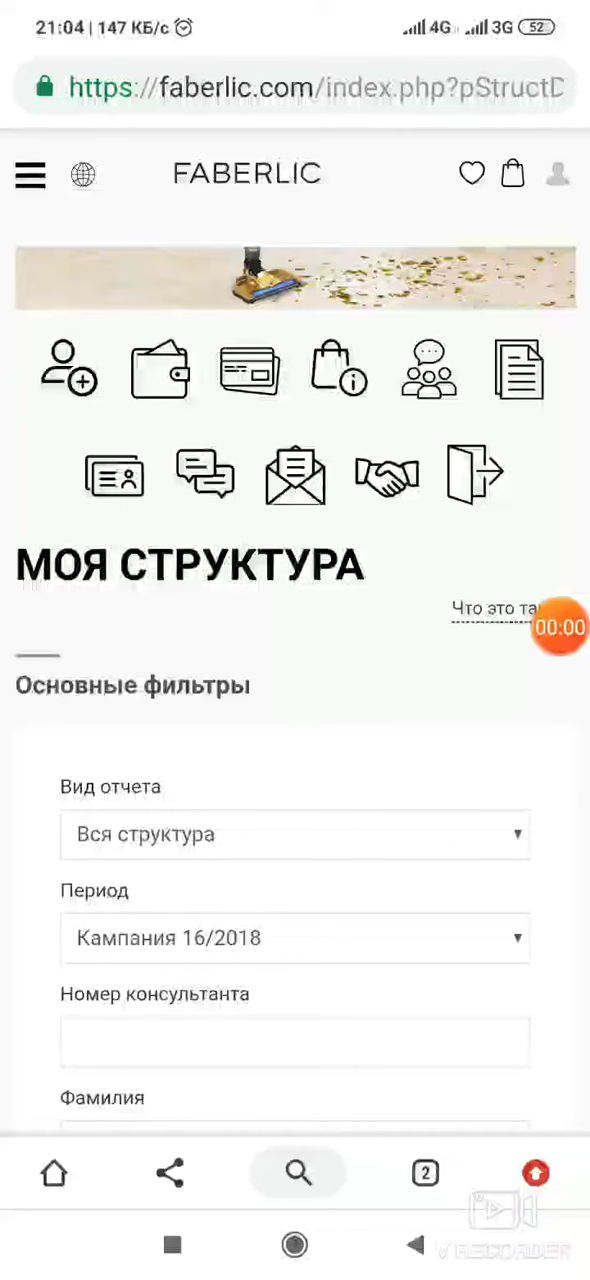 21:04 | 147 КБ/с 4G 3G 52
https://faberlic.com/index.php?pStructD
FABERLIC
МОЯ СТРУКТУРА
Что это та
00:00
Основные фильтры
Вид отчета
Вся структура
Период
Кампания 16/2018
Номер консультанта
Фамилия
2
VRECORDER